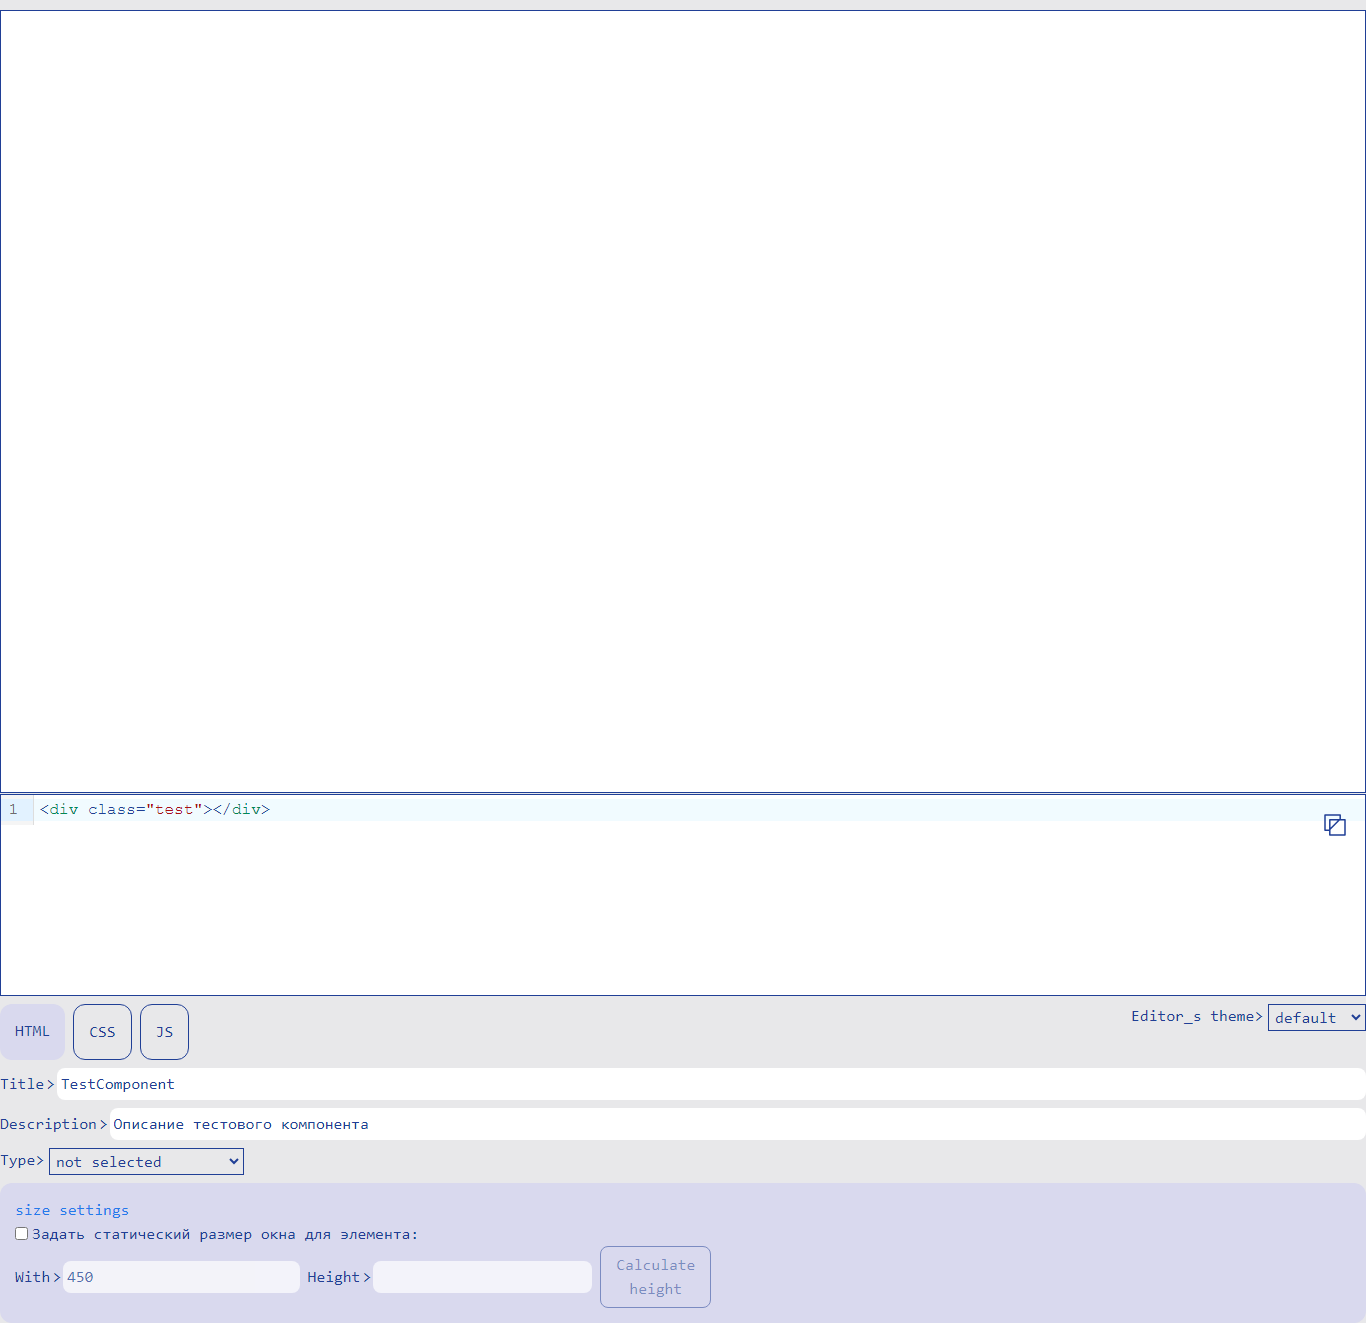 1 <div class="test"></div>
HTML CSS JS Editor_s theme> default
Title> TestComponent
Description> Описание тестового компонента
Type> not selected
size settings
Задать статический размер окна для элемента:
With> 450 Height> Calculate
height